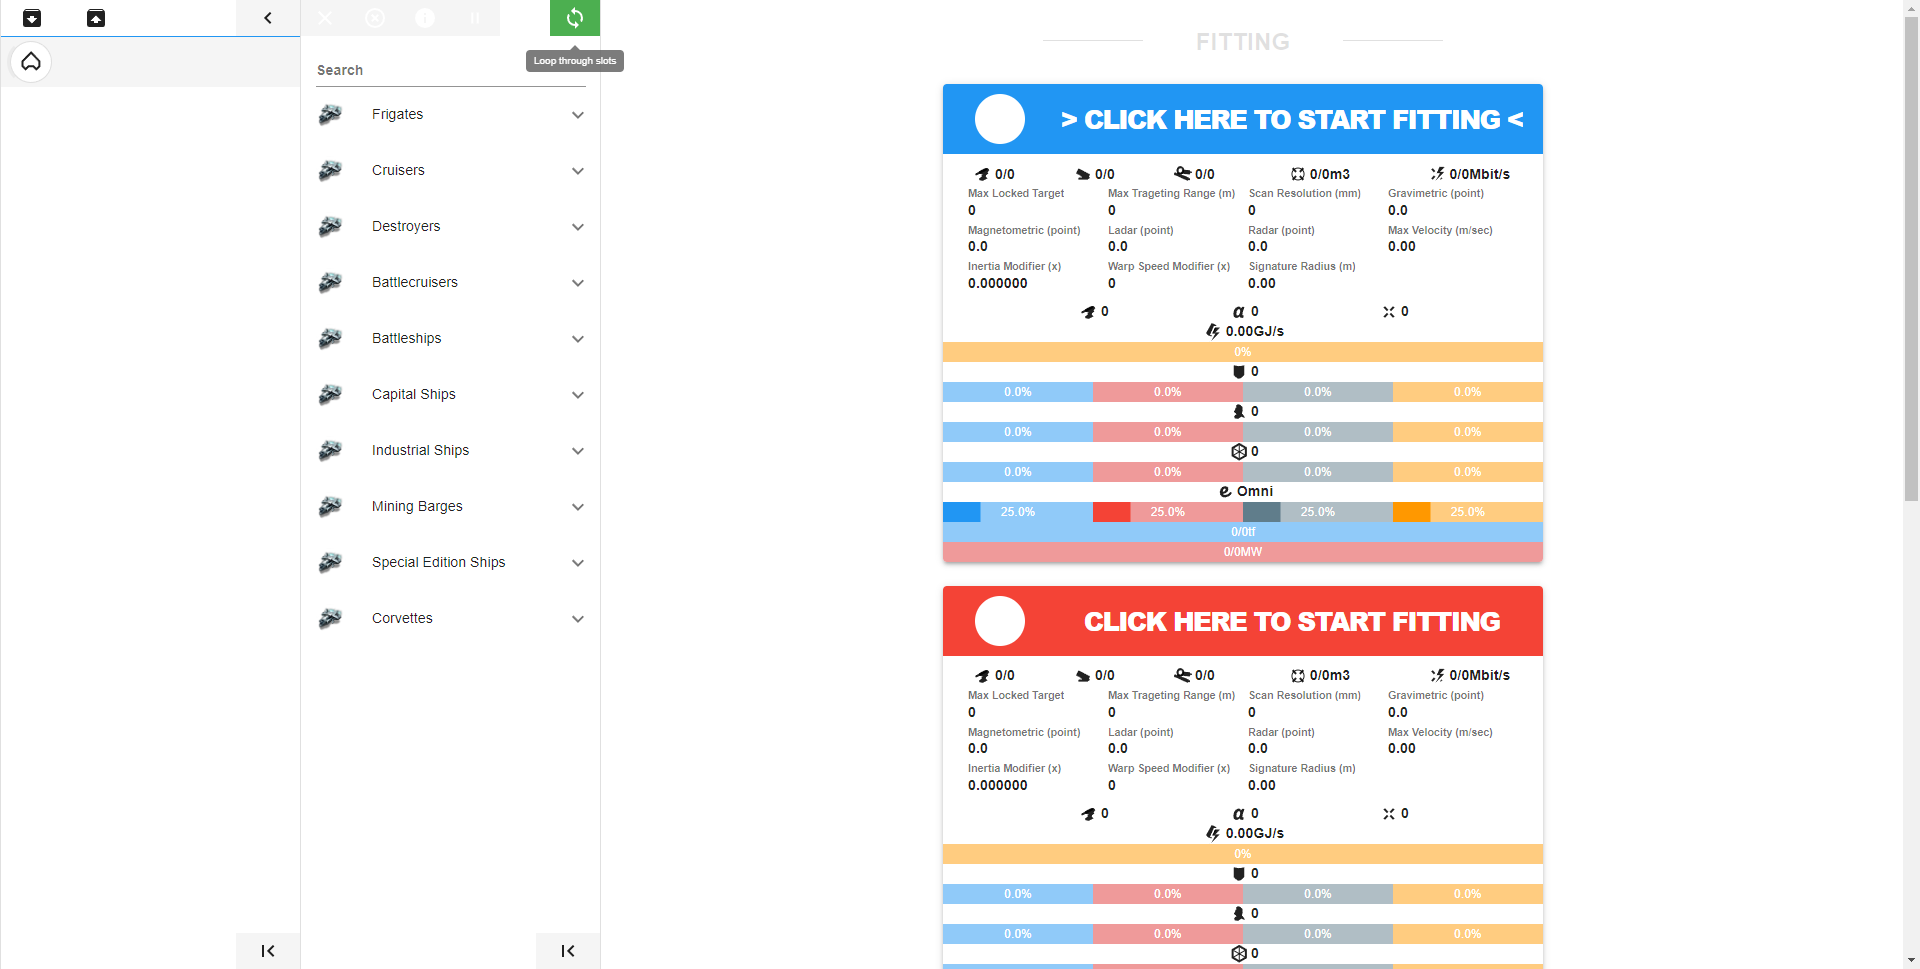 Loop through slots
Search
Frigates
Cruisers
Destroyers
Battlecruisers
Battleships
Capital Ships
Industrial Ships
Mining Barges
Special Edition Ships
Corvettes
FITTING
> CLICK HERE TO START FITTING <
0/0 0/0 0/0 0/0m3 0/0Mbit/s
Max Locked Target Max Trageting Range (m) Scan Resolution (mm) Gravimetric (point)
0 0 0 0.0
Magnetometric (point) Ladar (point) Radar (point) Max Velocity (m/sec)
0.0 0.0 0.0 0.00
Inertia Modifier (x) Warp Speed Modifier (x) Signature Radius (m)
0.000000 0 0.00
0 α 0 0
0.00GJ/s
0%
0
0.0% 0.0% 0.0% 0.0%
0
0.0% 0.0% 0.0% 0.0%
0
0.0% 0.0% 0.0% 0.0%
Omni
25.0% 25.0% 25.0% 25.0%
0/0tf
0/0MW
CLICK HERE TO START FITTING
0/0 0/0 0/0 0/0m3 0/0Mbit/s
Max Locked Target Max Trageting Range (m) Scan Resolution (mm) Gravimetric (point)
0 0 0 0.0
Magnetometric (point) Ladar (point) Radar (point) Max Velocity (m/sec)
0.0 0.0 0.0 0.00
Inertia Modifier (x) Warp Speed Modifier (x) Signature Radius (m)
0.000000 0 0.00
0 α 0 0
0.00GJ/s
0%
0
0.0% 0.0% 0.0% 0.0%
0
0.0% 0.0% 0.0% 0.0%
0